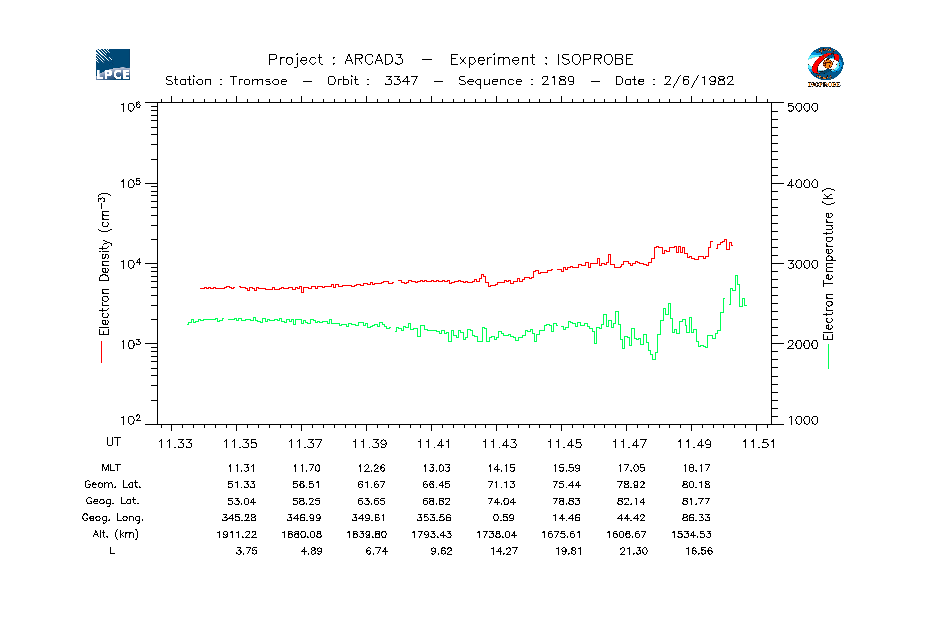 LPCE
Project : ARCAD3 — Experiment : ISOPROBE
ISOPROBE
Station : Tromsoe — Orbit : 3347 — Sequence : 2189 — Date : 2/6/1982
10⁶ 5000
10⁵ 4000
10⁴ 3000
10³ 2000
10² 1000
Electron Density (cm⁻³)
Electron Temperature (K)
UT 11.33 11.35 11.37 11.39 11.41 11.43 11.45 11.47 11.49 11.51
MLT 11.31 11.70 12.26 13.03 14.15 15.59 17.05 18.17
Geom. Lat. 51.33 56.51 61.67 66.45 71.13 75.44 78.92 80.18
Geog. Lat. 53.04 58.25 63.65 68.82 74.04 78.83 82.14 81.77
Geog. Long. 345.28 346.99 349.61 353.56 0.59 14.46 44.42 86.33
Alt. (km) 1911.22 1880.08 1839.80 1793.43 1738.04 1675.61 1606.67 1534.53
L 3.75 4.89 6.74 9.62 14.27 19.81 21.30 16.56